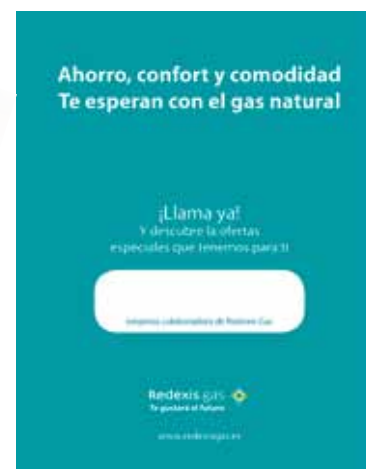 Ahorro, confort y comodidad
Te esperan con el gas natural
¡Llama ya!
Y descubre la ofertas
especiales que tenemos para ti
Empresa colaboradora de Redexis Gas
Redexis gas
Te gustará el futuro
www.redexisgas.es